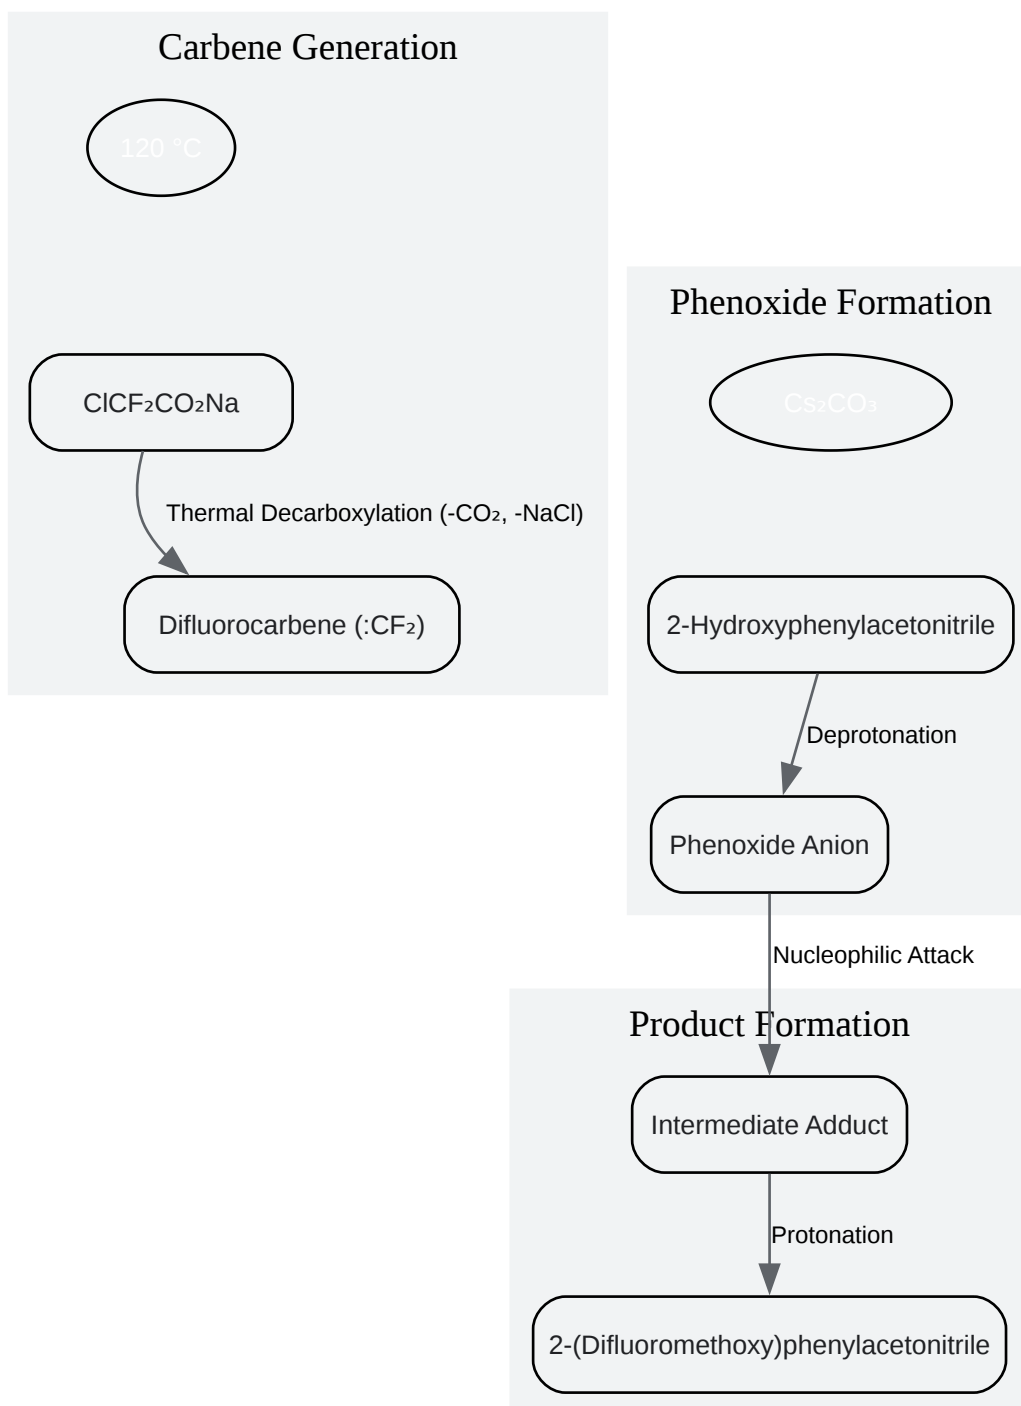 Carbene Generation
120 °C
ClCF₂CO₂Na
Thermal Decarboxylation (-CO₂, -NaCl)
Difluorocarbene (:CF₂)
Phenoxide Formation
Cs₂CO₃
2-Hydroxyphenylacetonitrile
Deprotonation
Phenoxide Anion
Nucleophilic Attack
Product Formation
Intermediate Adduct
Protonation
2-(Difluoromethoxy)phenylacetonitrile